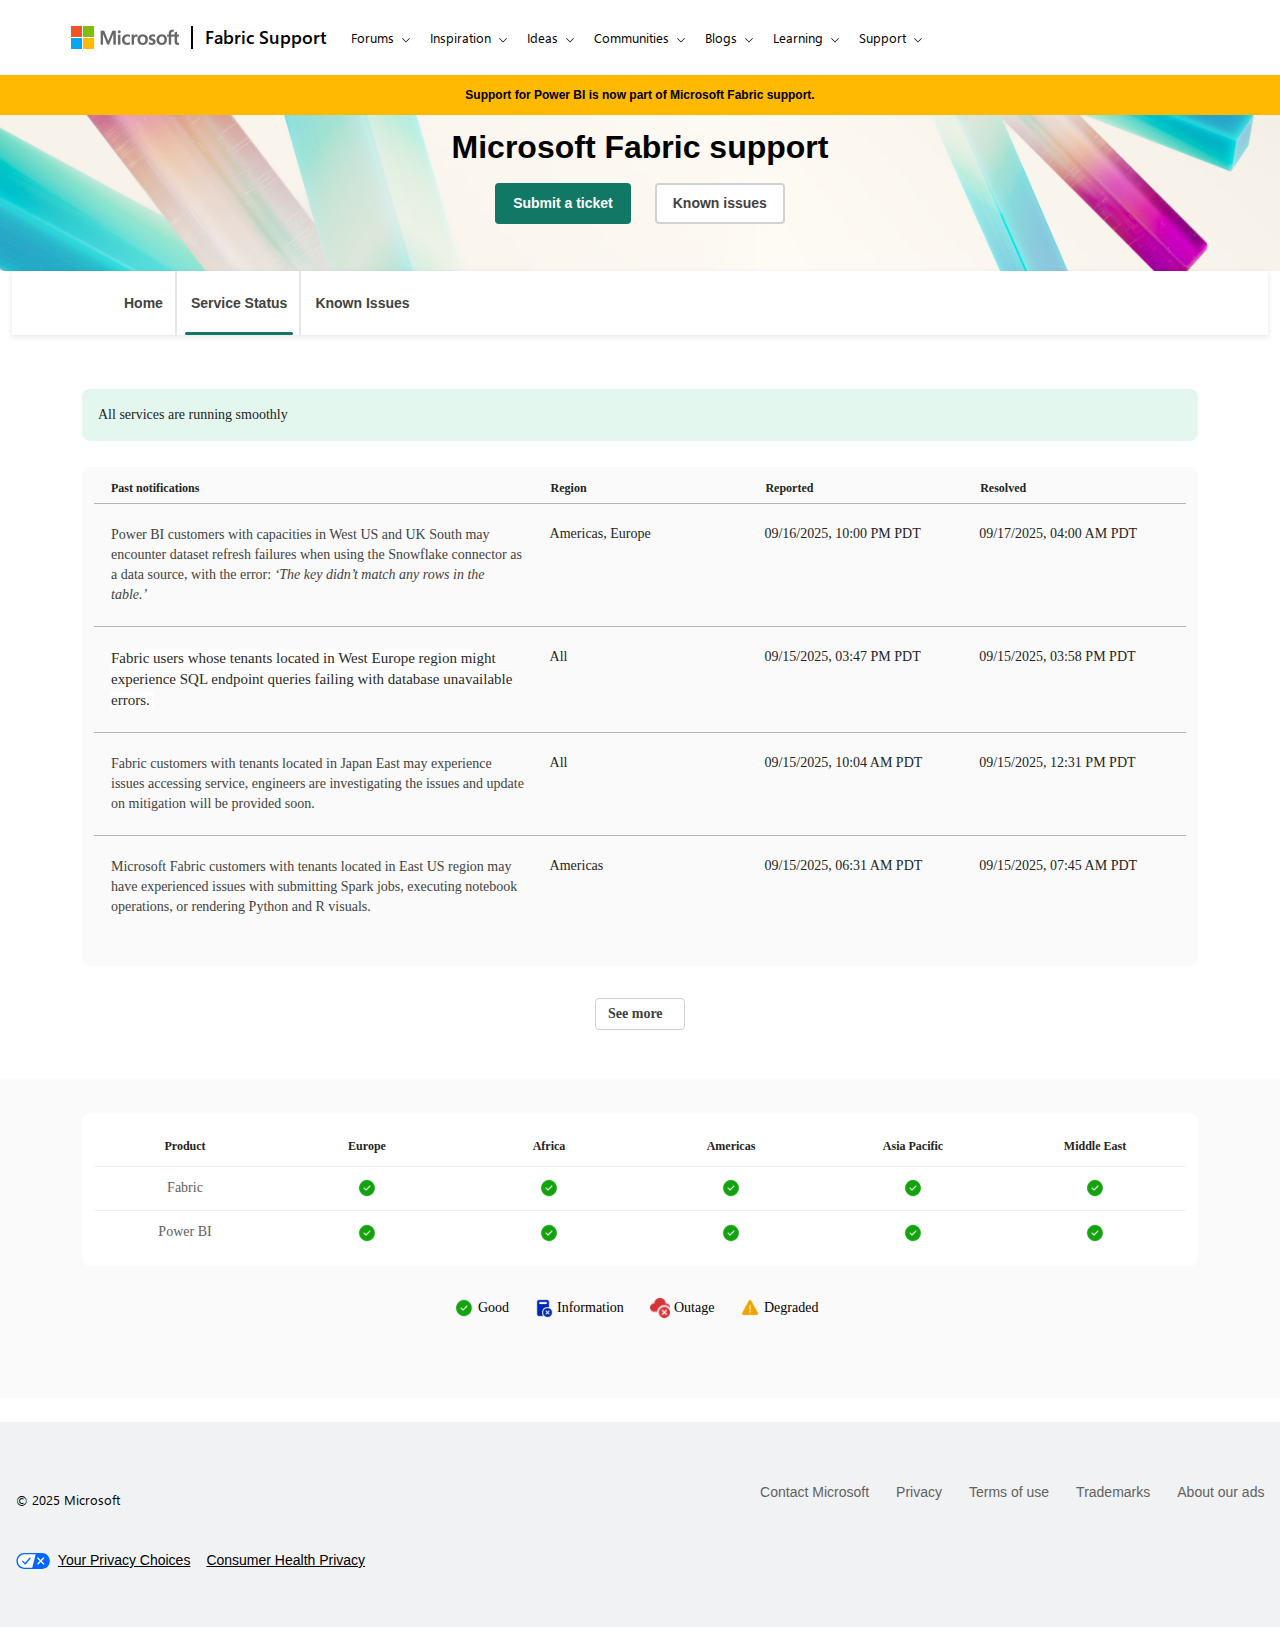 Microsoft Fabric Support Forums Inspiration Ideas Communities Blogs Learning Support
Support for Power BI is now part of Microsoft Fabric support.
Microsoft Fabric support
Submit a ticket Known issues
Home Service Status Known Issues
All services are running smoothly
Past notifications Region Reported Resolved
Power BI customers with capacities in West US and UK South may Americas, Europe 09/16/2025, 10:00 PM PDT 09/17/2025, 04:00 AM PDT
encounter dataset refresh failures when using the Snowflake connector as
a data source, with the error: ‘The key didn’t match any rows in the
table.’
Fabric users whose tenants located in West Europe region might All 09/15/2025, 03:47 PM PDT 09/15/2025, 03:58 PM PDT
experience SQL endpoint queries failing with database unavailable
errors.
Fabric customers with tenants located in Japan East may experience All 09/15/2025, 10:04 AM PDT 09/15/2025, 12:31 PM PDT
issues accessing service, engineers are investigating the issues and update
on mitigation will be provided soon.
Microsoft Fabric customers with tenants located in East US region may Americas 09/15/2025, 06:31 AM PDT 09/15/2025, 07:45 AM PDT
have experienced issues with submitting Spark jobs, executing notebook
operations, or rendering Python and R visuals.
See more
Product Europe Africa Americas Asia Pacific Middle East
Fabric
Power BI
Good Information Outage Degraded
Contact Microsoft Privacy Terms of use Trademarks About our ads
© 2025 Microsoft
Your Privacy Choices Consumer Health Privacy